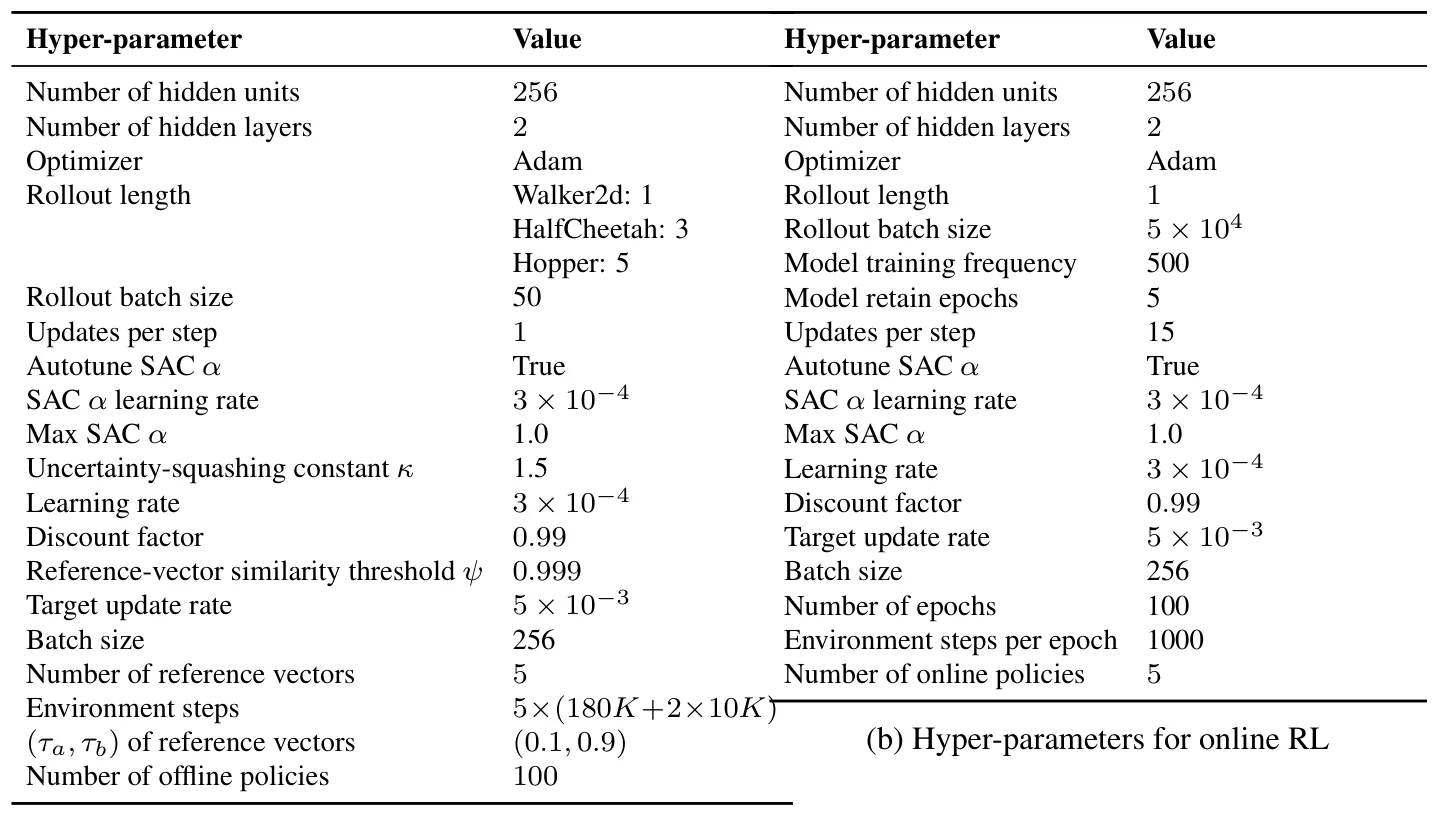 Hyper-parameter Value
Number of hidden units 256
Number of hidden layers 2
Optimizer Adam
Rollout length Walker2d: 1
HalfCheetah: 3
Hopper: 5
Rollout batch size 50
Updates per step 1
Autotune SAC α True
SAC α learning rate 3 × 10⁻⁴
Max SAC α 1.0
Uncertainty-squashing constant κ 1.5
Learning rate 3 × 10⁻⁴
Discount factor 0.99
Reference-vector similarity threshold ψ 0.999
Target update rate 5 × 10⁻³
Batch size 256
Number of reference vectors 5
Environment steps 5×(180K+2×10K)
(τₐ, τ_b) of reference vectors (0.1, 0.9)
Number of offline policies 100
Hyper-parameter Value
Number of hidden units 256
Number of hidden layers 2
Optimizer Adam
Rollout length 1
Rollout batch size 5 × 10⁴
Model training frequency 500
Model retain epochs 5
Updates per step 15
Autotune SAC α True
SAC α learning rate 3 × 10⁻⁴
Max SAC α 1.0
Learning rate 3 × 10⁻⁴
Discount factor 0.99
Target update rate 5 × 10⁻³
Batch size 256
Number of epochs 100
Environment steps per epoch 1000
Number of online policies 5
(b) Hyper-parameters for online RL